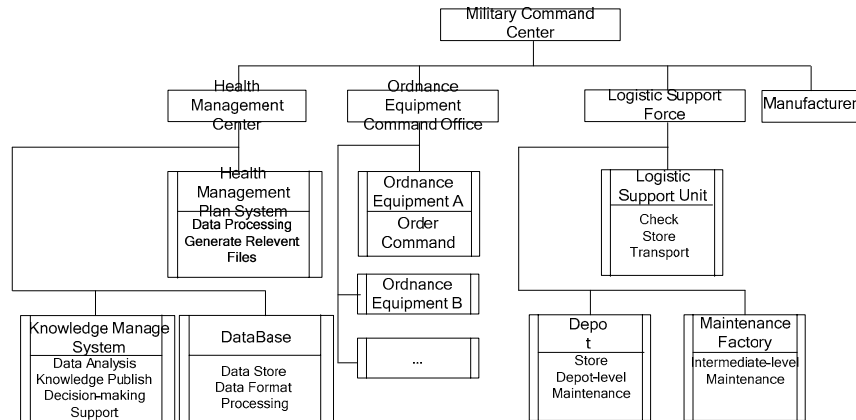 Military Command
Center
Health
Management
Center
Ordnance
Equipment
Command Office
Logistic Support
Force
Manufacturer
Health
Management
Plan System
Data Processing
Generate Relevent
Files
Ordnance
Equipment A
Order
Command
Logistic
Support Unit
Check
Store
Transport
Ordnance
Equipment B
...
Knowledge Manage
System
Data Analysis
Knowledge Publish
Decision-making
Support
DataBase
Data Store
Data Format
Processing
Depo
t
Store
Depot-level
Maintenance
Maintenance
Factory
Intermediate-level
Maintenance